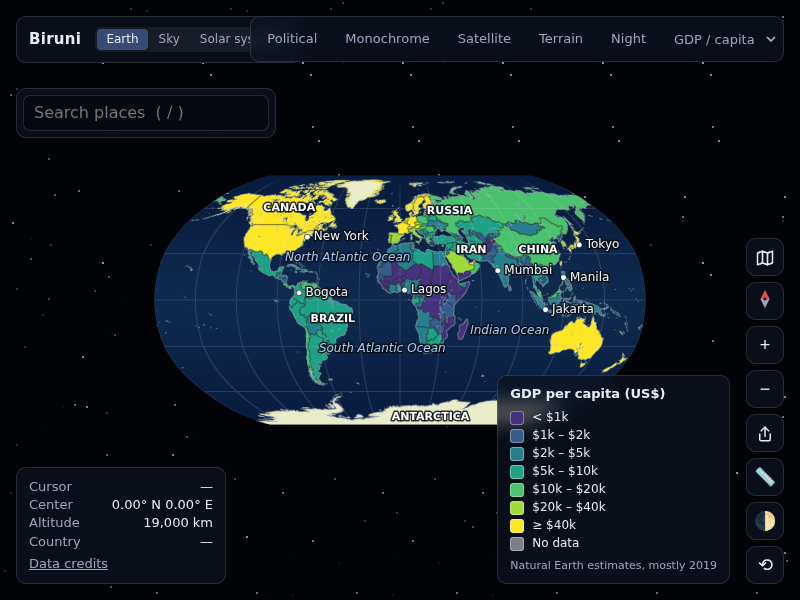 Biruni Earth Sky Solar sys Political Monochrome Satellite Terrain Night GDP / capita
Search places ( / )
CANADA
RUSSIA
New York
Tokyo
IRAN
CHINA
North Atlantic Ocean
Mumbai
Manila
Bogota
Lagos
Jakarta
BRAZIL
Indian Ocean
South Atlantic Ocean
ANTARCTICA
+
−
GDP per capita (US$)
< $1k
$1k – $2k
$2k – $5k
$5k – $10k
$10k – $20k
$20k – $40k
≥ $40k
No data
Natural Earth estimates, mostly 2019
Cursor —
Center 0.00° N 0.00° E
Altitude 19,000 km
Country —
Data credits